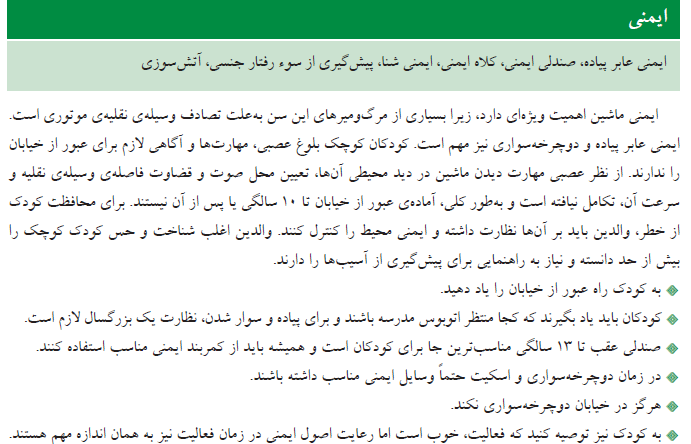 ایمنی
ایمنی عابر پیاده، صندلی ایمنی، کلاه ایمنی، ایمنی شنا، پیش‌گیری از سوء رفتار جنسی، آتش‌سوزی
ایمنی ماشین اهمیت ویژه‌ای دارد، زیرا بسیاری از مرگ‌ومیرهای این سن به‌علت تصادف وسیله‌ی نقلیه‌ی موتوری است.
ایمنی عابر پیاده و دوچرخه‌سواری نیز مهم است. کودکان کوچک بلوغ عصبی، مهارت‌ها و آگاهی لازم برای عبور از خیابان
را ندارند. از نظر عصبی مهارت دیدن ماشین در دید محیطی آن‌ها، تعیین محل صوت و قضاوت فاصله‌ی وسیله‌ی نقلیه و
سرعت آن، تکامل نیافته است و به‌طور کلی، آماده‌ی عبور از خیابان تا ۱۰ سالگی یا پس از آن نیستند. برای محافظت کودک
از خطر، والدین باید بر آن‌ها نظارت داشته و ایمنی محیط را کنترل کنند. والدین اغلب شناخت و حس کودک کوچک را
بیش از حد دانسته و نیاز به راهنمایی برای پیش‌گیری از آسیب‌ها را دارند.
به کودک راه عبور از خیابان را یاد دهید.
کودکان باید یاد بگیرند که کجا منتظر اتوبوس مدرسه باشند و برای پیاده و سوار شدن، نظارت یک بزرگسال لازم است.
صندلی عقب تا ۱۳ سالگی مناسب‌ترین جا برای کودکان است و همیشه باید از کمربند ایمنی مناسب استفاده کنند.
در زمان دوچرخه‌سواری و اسکیت حتماً وسایل ایمنی مناسب داشته باشند.
هرگز در خیابان دوچرخه‌سواری نکند.
به کودک نیز توصیه کنید که فعالیت، خوب است اما رعایت اصول ایمنی در زمان فعالیت نیز به همان اندازه مهم هستند.